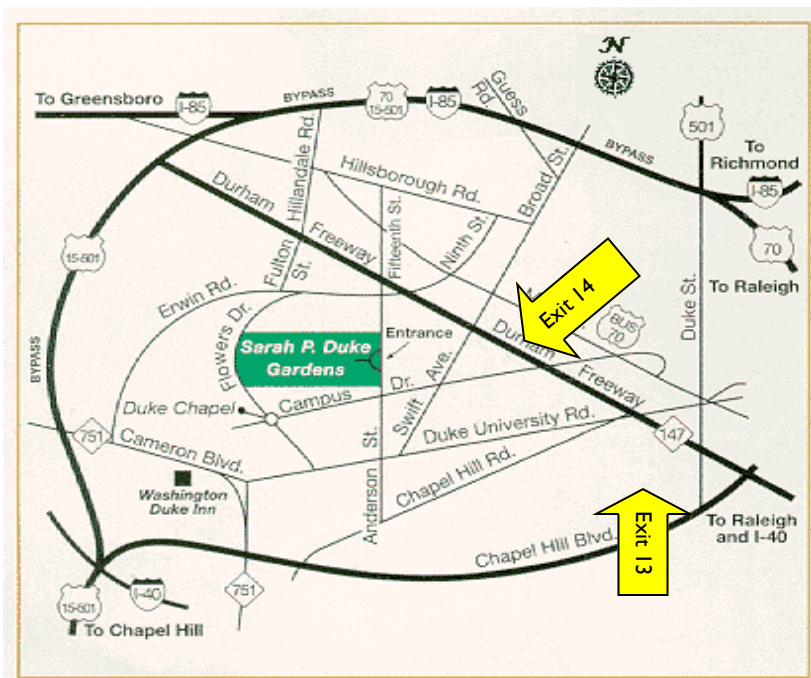 N
To Greensboro
I-85
BYPASS
70
15-501
I-85
Guess
Rd.
501
To
Richmond
I-85
BYPASS
Broad St.
Hillandale Rd.
Hillsborough Rd.
Durham
Freeway
Fifteenth St.
Ninth St.
70
To Raleigh
15-501
Fulton
St.
Erwin Rd.
Flowers Dr.
Exit 14
BUS
70
Duke St.
Sarah P. Duke
Gardens
Entrance
Durham
Freeway
BYPASS
Duke Chapel
Campus
Dr.
Swift Ave.
Duke University Rd.
751
Cameron Blvd.
147
Washington
Duke Inn
Anderson
St.
Chapel Hill Rd.
Exit 13
Chapel Hill Blvd.
To Raleigh
and I-40
15-501
I-40
751
To Chapel Hill